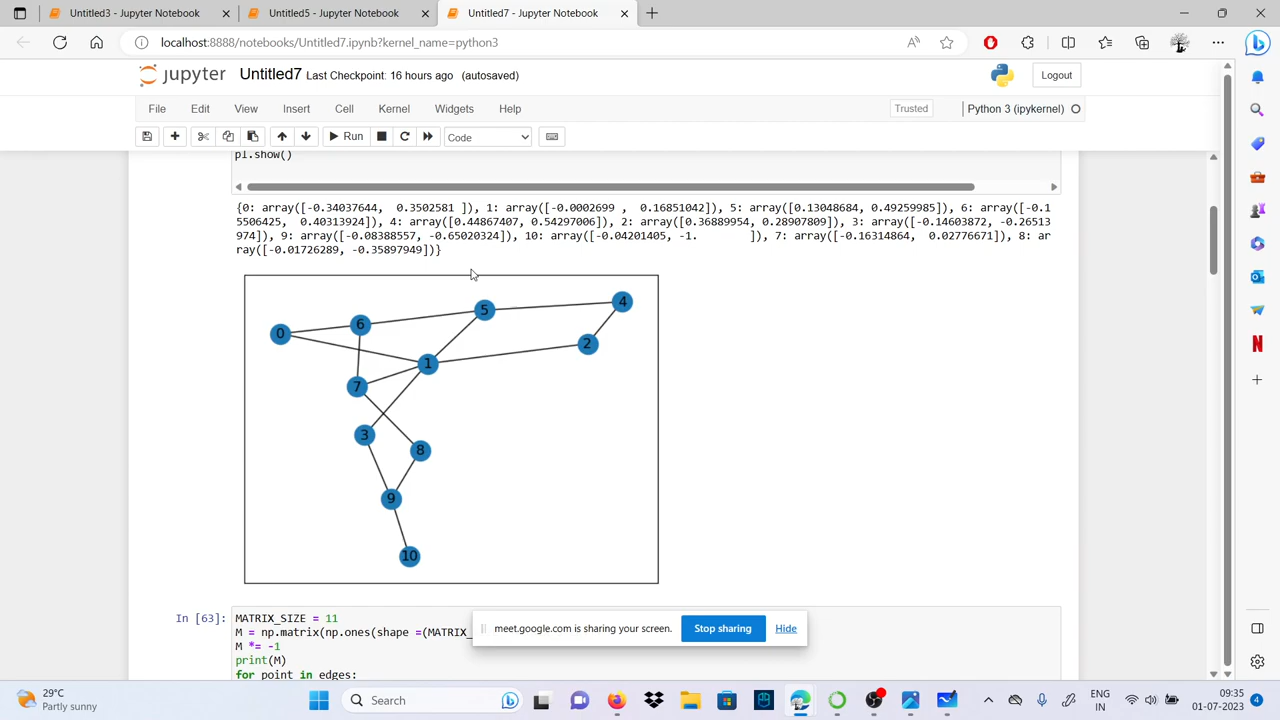 Untitled3 - Jupyter Notebook
Untitled5 - Jupyter Notebook
Untitled7 - Jupyter Notebook
localhost:8888/notebooks/Untitled7.ipynb?kernel_name=python3
jupyter Untitled7 Last Checkpoint: 16 hours ago (autosaved)
Logout
File Edit View Insert Cell Kernel Widgets Help
Trusted
Python 3 (ipykernel)
Run
Code
pl.show()
{0: array([-0.34037644, 0.3502581 ]), 1: array([-0.0002699 , 0.16851042]), 5: array([0.13048684, 0.49259985]), 6: array([-0.1
5506425, 0.40313924]), 4: array([0.44867407, 0.54297006]), 2: array([0.36889954, 0.28907809]), 3: array([-0.14603872, -0.26513
974]), 9: array([-0.08388557, -0.65020324]), 10: array([-0.04201405, -1. ]), 7: array([-0.16314864, 0.02776671]), 8: ar
ray([-0.01726289, -0.35897949])}
4
5
6
0
2
1
7
3
8
9
10
In [63]:
MATRIX_SIZE = 11
M = np.matrix(np.ones(shape =(MATRIX_
M *= -1
print(M)
for point in edges:
meet.google.com is sharing your screen.
Stop sharing
Hide
29°C
Partly sunny
Search
ENG
IN
09:35
01-07-2023
4